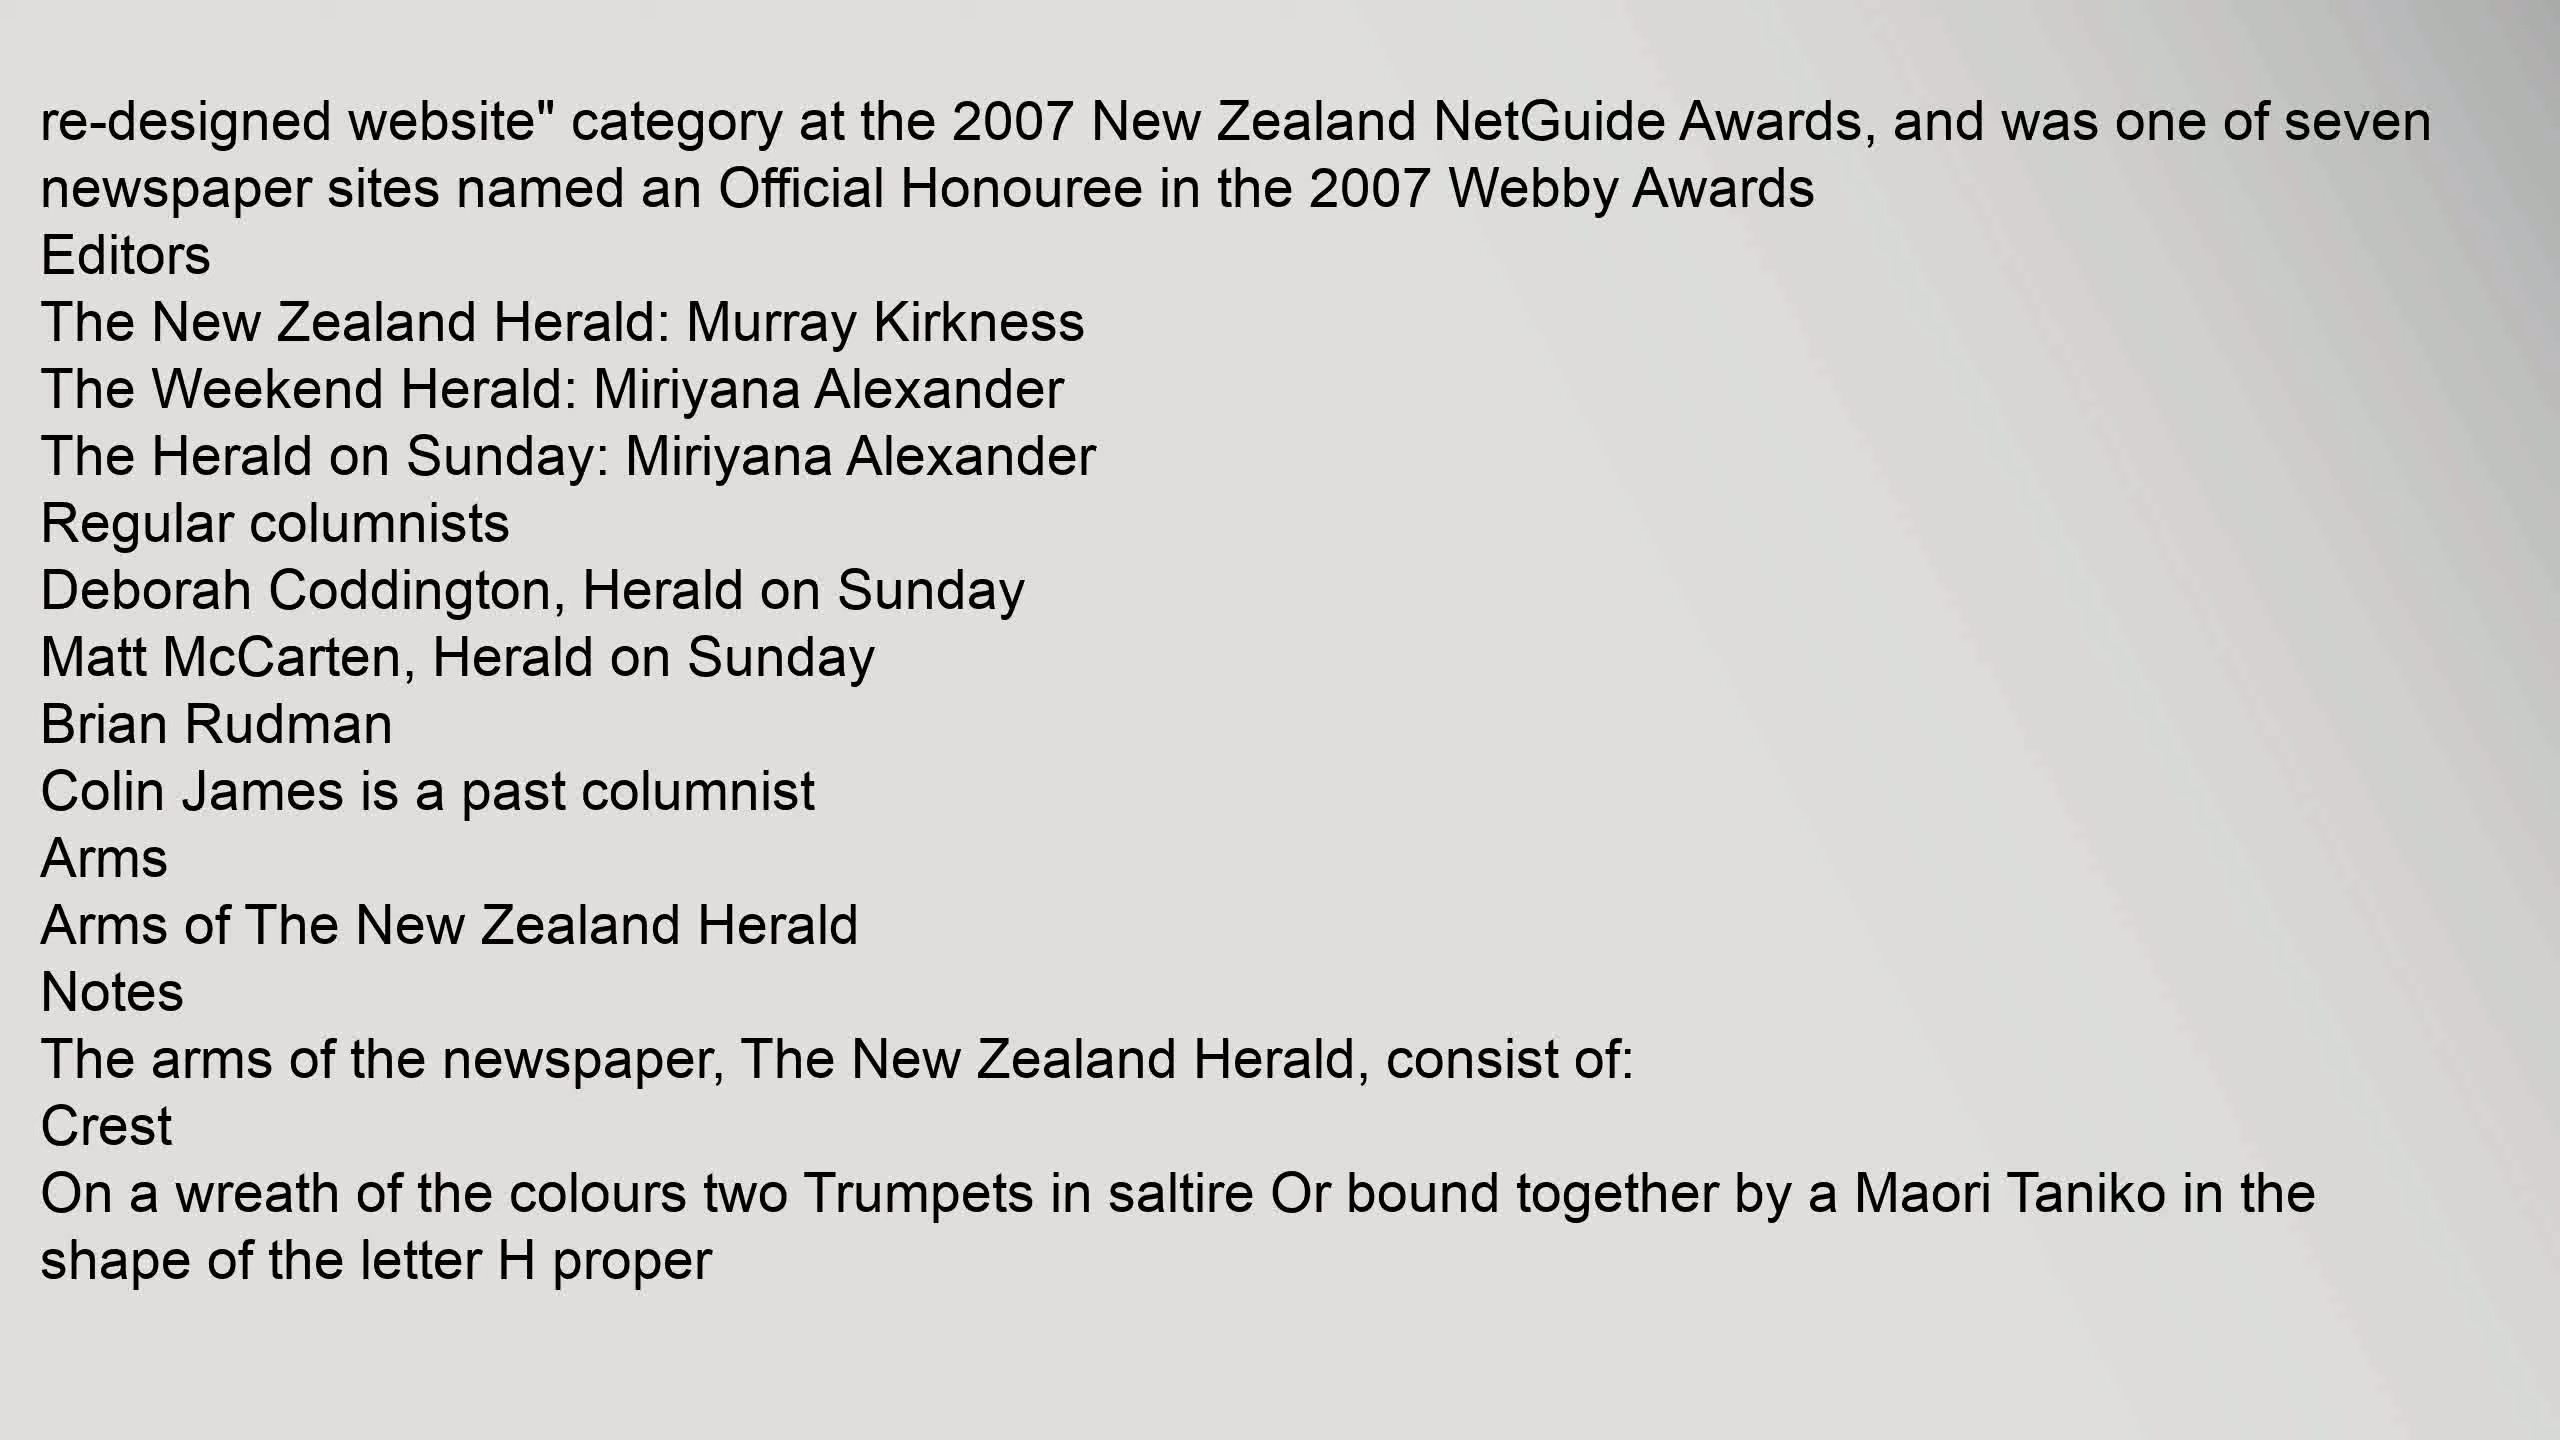 re-designed website" category at the 2007 New Zealand NetGuide Awards, and was one of seven
newspaper sites named an Official Honouree in the 2007 Webby Awards
Editors
The New Zealand Herald: Murray Kirkness
The Weekend Herald: Miriyana Alexander
The Herald on Sunday: Miriyana Alexander
Regular columnists
Deborah Coddington, Herald on Sunday
Matt McCarten, Herald on Sunday
Brian Rudman
Colin James is a past columnist
Arms
Arms of The New Zealand Herald
Notes
The arms of the newspaper, The New Zealand Herald, consist of:
Crest
On a wreath of the colours two Trumpets in saltire Or bound together by a Maori Taniko in the
shape of the letter H proper